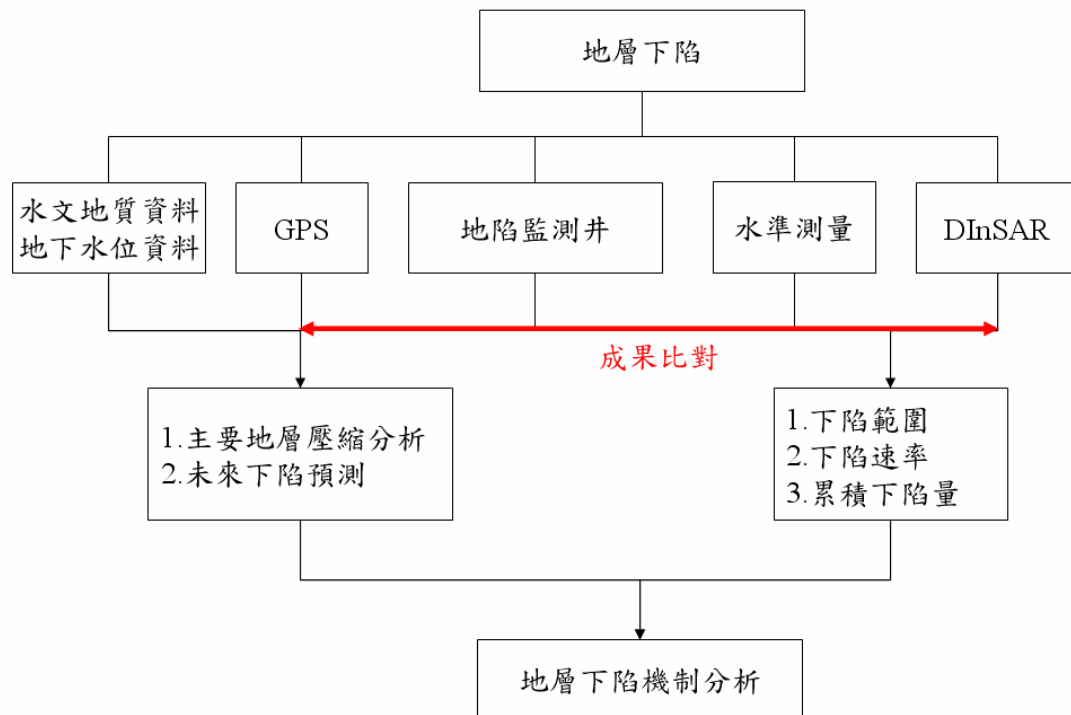 地層下陷
水文地質資料
地下水位資料
GPS
地陷監測井
水準測量
DInSAR
成果比對
1.主要地層壓縮分析
2.未來下陷預測
1.下陷範圍
2.下陷速率
3.累積下陷量
地層下陷機制分析